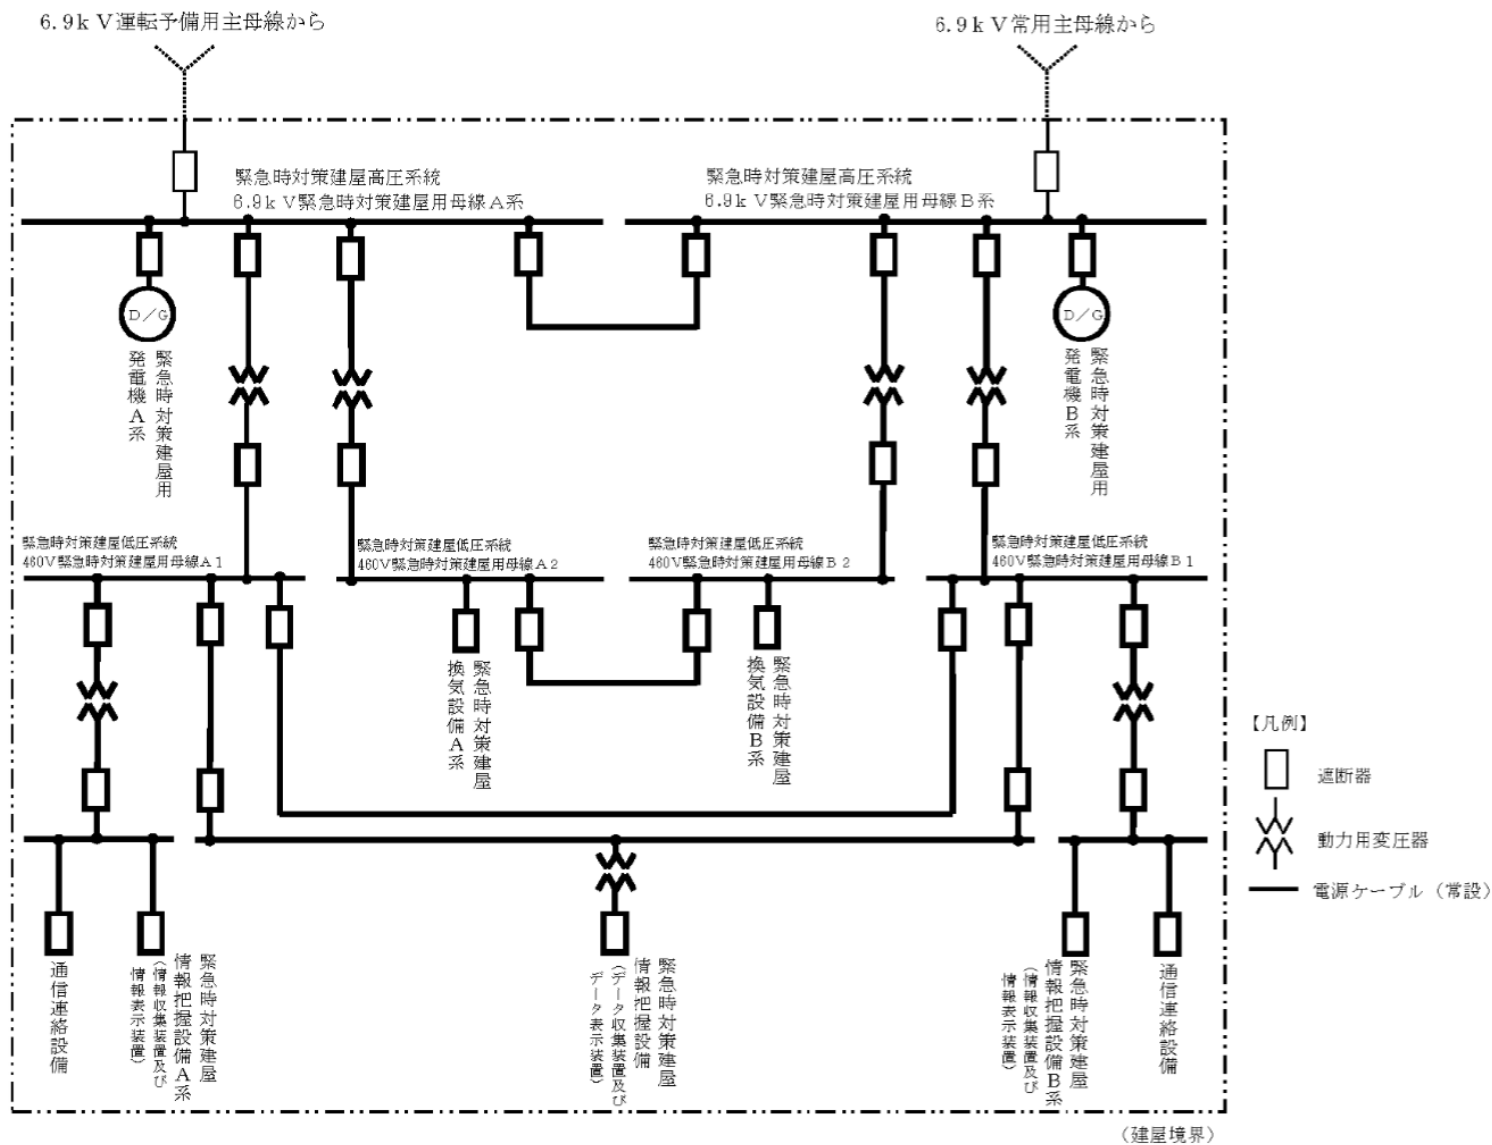 6.9kV運転予備用主母線から
6.9kV常用主母線から
緊急時対策建屋高圧系統
6.9kV緊急時対策建屋用母線A系
緊急時対策建屋高圧系統
6.9kV緊急時対策建屋用母線B系
D/G
緊急時対策建屋用
発電機A系
D/G
緊急時対策建屋用
発電機B系
緊急時対策建屋低圧系統
460V緊急時対策建屋用母線A1
緊急時対策建屋低圧系統
460V緊急時対策建屋用母線A2
緊急時対策建屋低圧系統
460V緊急時対策建屋用母線B2
緊急時対策建屋低圧系統
460V緊急時対策建屋用母線B1
緊急時対策建屋
換気設備A系
緊急時対策建屋
換気設備B系
【凡例】
遮断器
動力用変圧器
電源ケーブル（常設）
通信連絡設備
緊急時対策建屋
情報把握設備A系
（情報収集装置及び
情報表示装置）
緊急時対策建屋
情報把握設備
（データ収集装置及び
データ表示装置）
緊急時対策建屋
情報把握設備B系
（情報収集装置及び
情報表示装置）
通信連絡設備
（建屋境界）